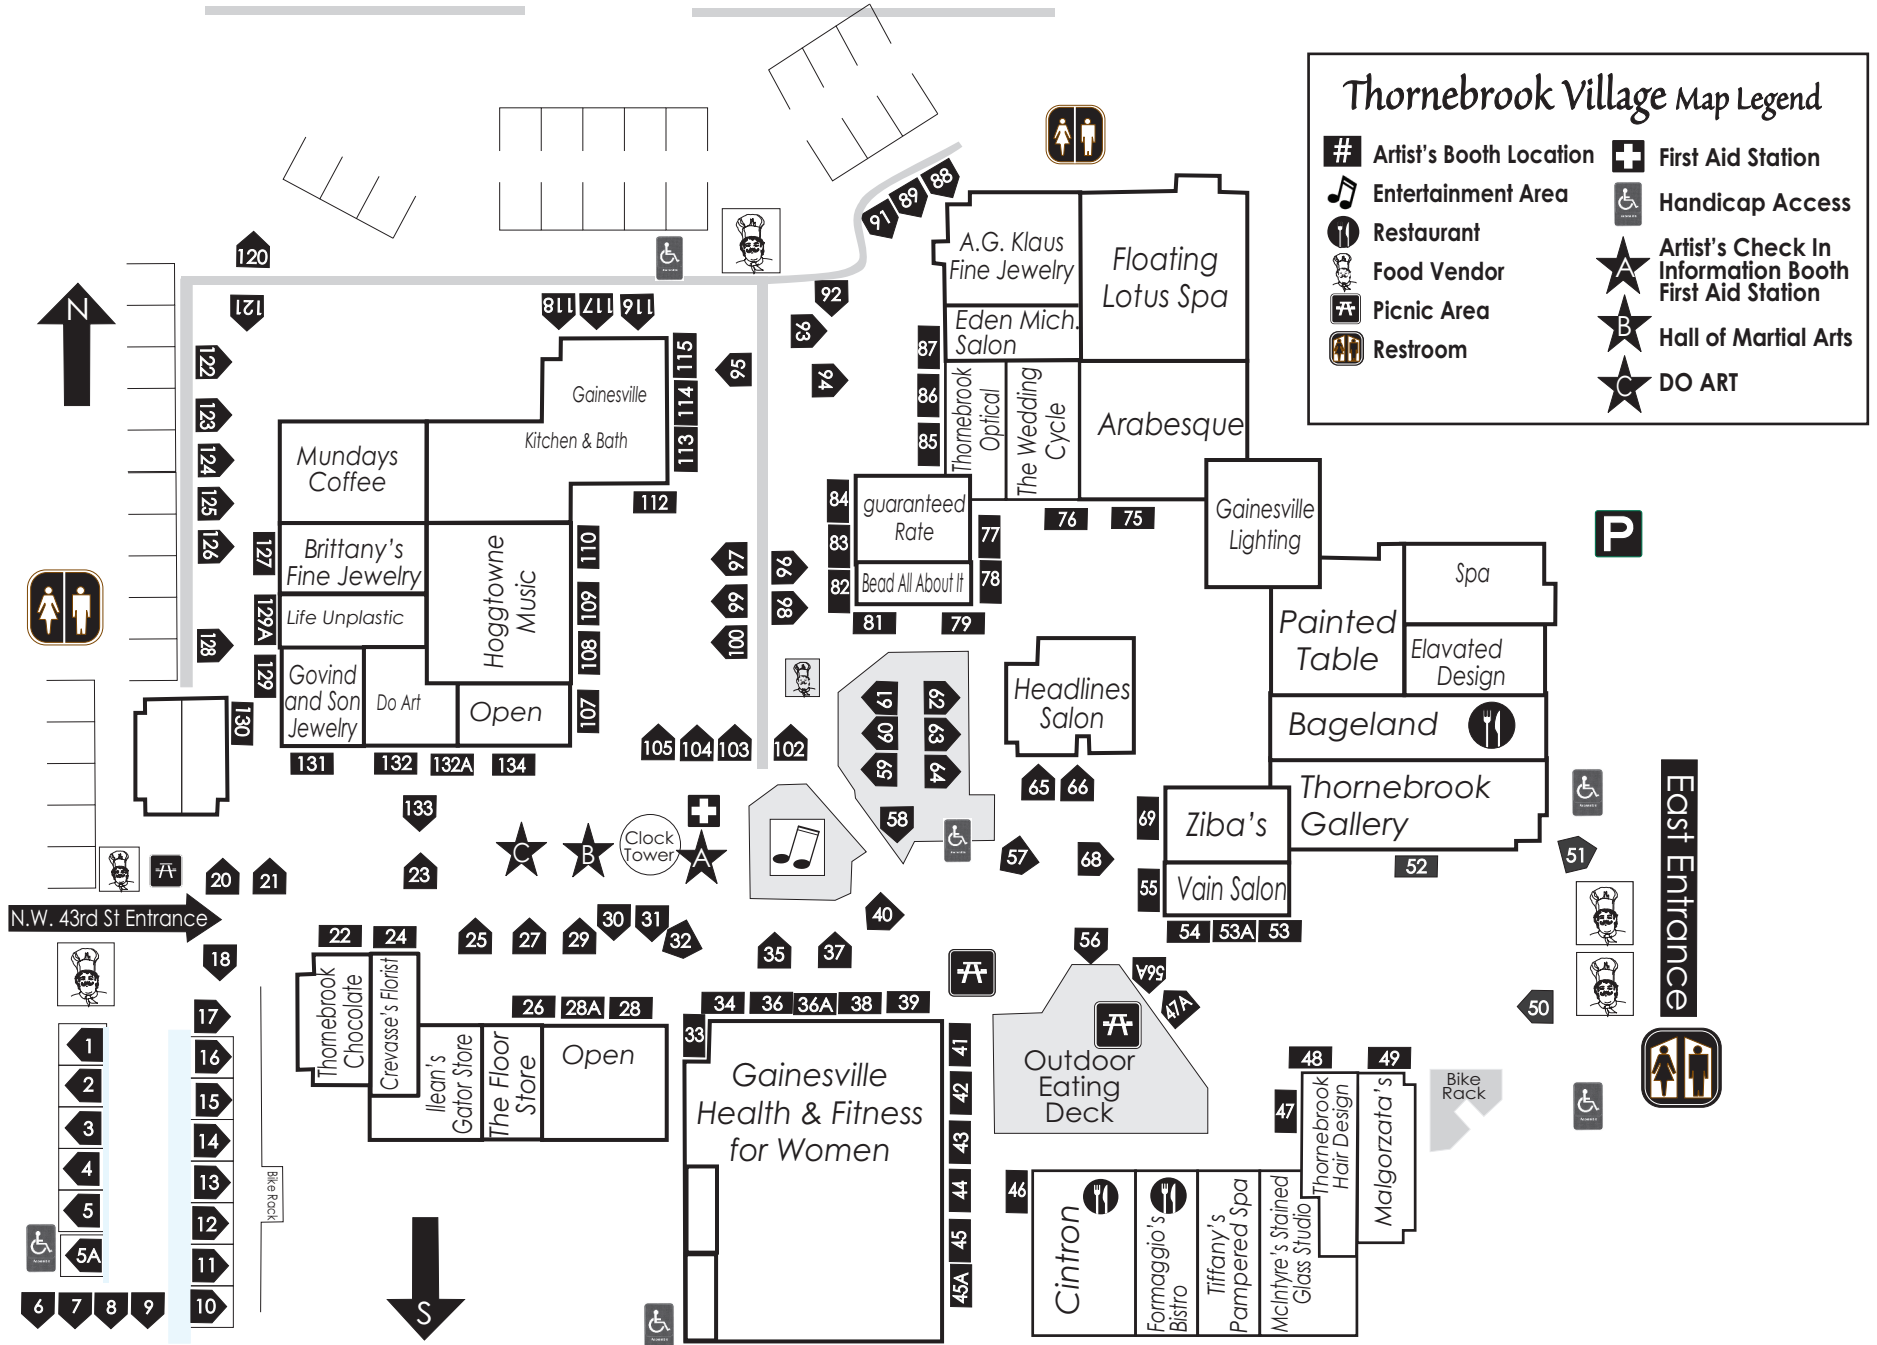 Thornebrook Village Map Legend
# Artist's Booth Location
Entertainment Area
Restaurant
Food Vendor
Picnic Area
Restroom
First Aid Station
Handicap Access
A Artist's Check In
Information Booth
First Aid Station
B Hall of Martial Arts
C DO ART
N
88
89
91
120
121
118
117
116
92
93
94
95
122
123
124
125
126
127
128
129A
129
130
115
114
113
112
110
109
108
107
Gainesville
Kitchen & Bath
Mundays
Coffee
Brittany's
Fine Jewelry
Life Unplastic
Hoggtowne
Music
Govind
and Son
Jewelry
Do Art
Open
131
132
132A
134
133
A.G. Klaus
Fine Jewelry
Floating
Lotus Spa
Eden Mich.
Salon
87
86
85
Thornebrook
Optical
The Wedding
Cycle
Arabesque
84
83
82
guaranteed
Rate
Bead All About It
77
78
76
75
81
79
97
96
99
98
100
Gainesville
Lighting
P
Spa
Painted
Table
Elavated
Design
Bageland
Thornebrook
Gallery
Headlines
Salon
61
62
60
63
59
64
58
65
66
105
104
103
102
69
Ziba's
55
Vain Salon
54
53A
53
52
51
50
57
68
East Entrance
C
B
Clock
Tower
A
20
21
23
N.W. 43rd St Entrance
18
22
24
25
27
29
30
31
32
35
37
40
56
56A
47A
Thornebrook
Chocolate
Crevasse's Florist
Ilean's
Gator Store
The Floor
Store
Open
26
28A
28
33
34
36
36A
38
39
Gainesville
Health & Fitness
for Women
41
42
43
44
45
45A
Outdoor
Eating
Deck
46
47
48
49
Cintron
Formaggio's
Bistro
Tiffany's
Pampered Spa
McIntyre's Stained
Glass Studio
Thornebrook
Hair Design
Malgorzata's
Bike
Rack
1
2
3
4
5
5A
6
7
8
9
17
16
15
14
13
12
11
10
Bike Rack
S